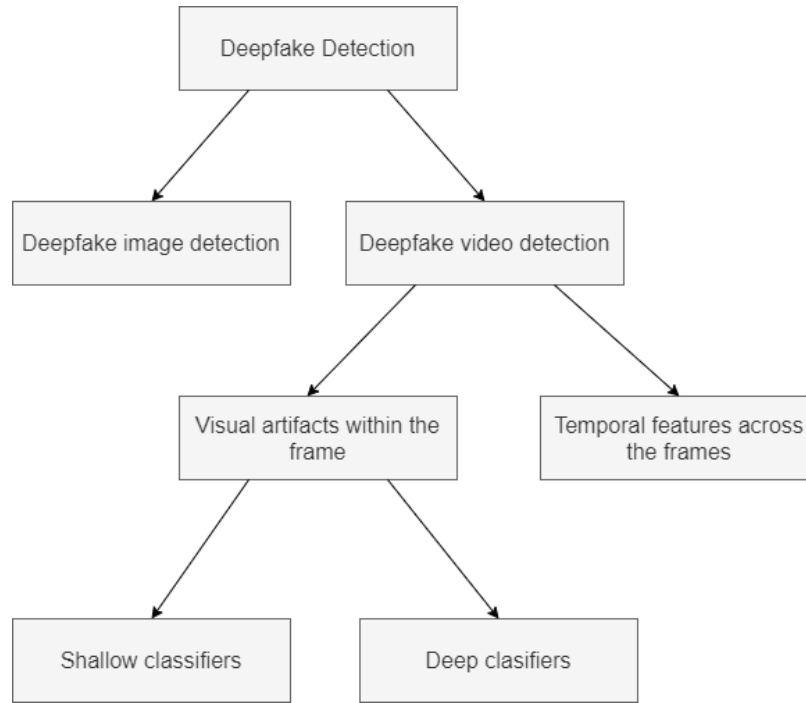 Deepfake Detection
Deepfake image detection
Deepfake video detection
Visual artifacts within the
frame
Temporal features across
the frames
Shallow classifiers
Deep clasifiers